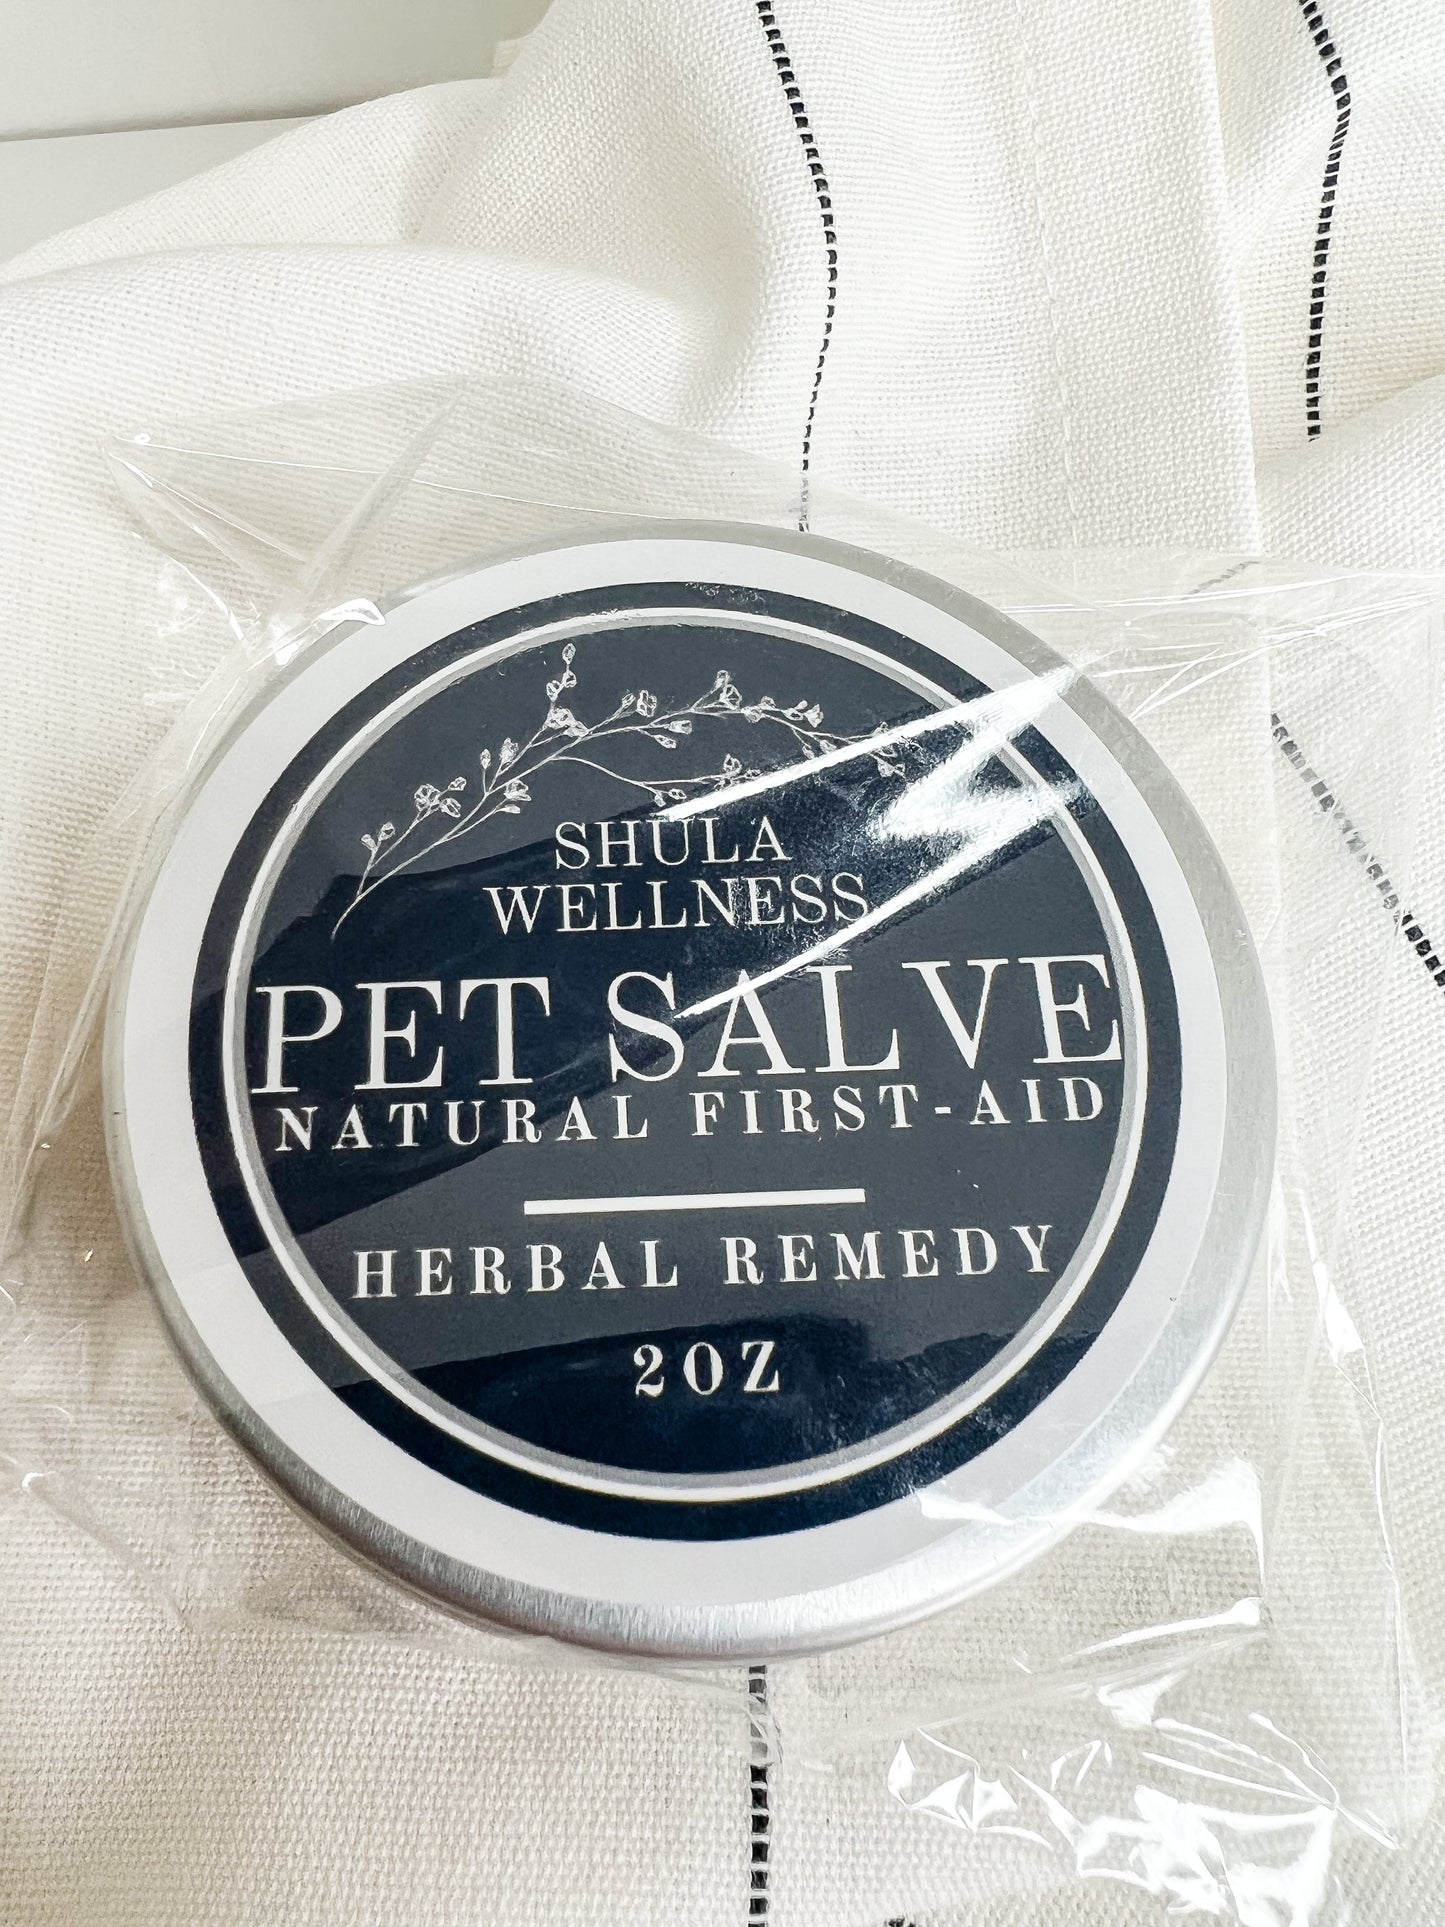 SHULA
WELLNESS
PET SALVE
NATURAL FIRST-AID
HERBAL REMEDY
2OZ